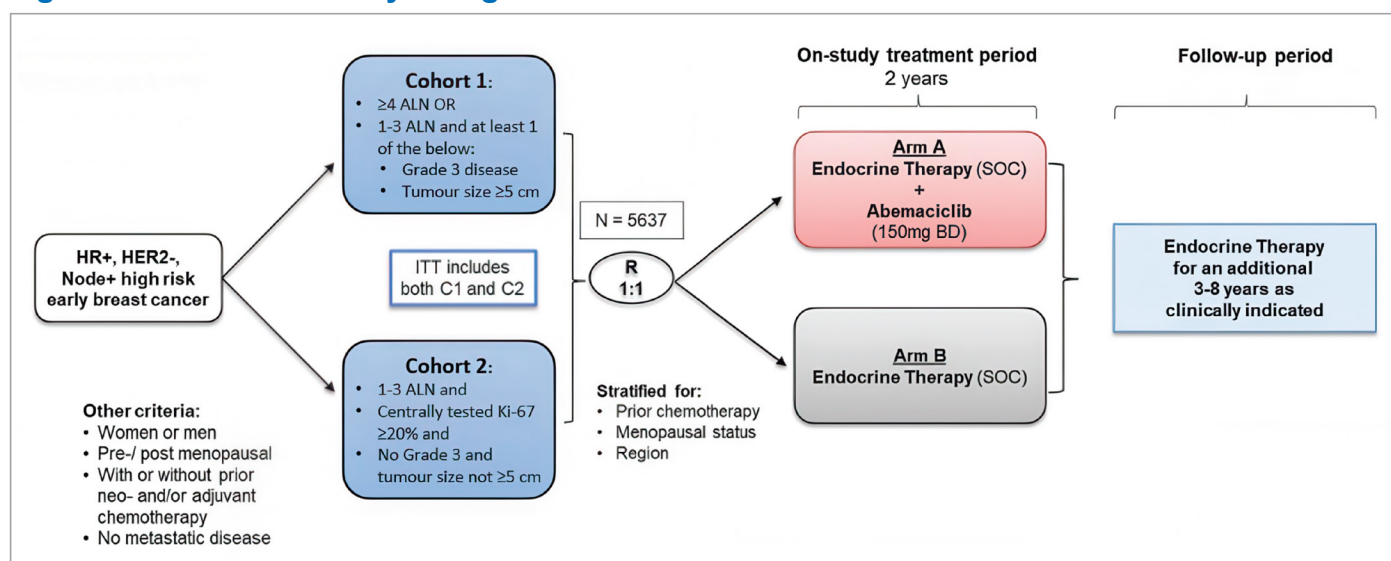 On-study treatment period
2 years
Follow-up period
Cohort 1:
• ≥4 ALN OR
• 1-3 ALN and at least 1
of the below:
• Grade 3 disease
• Tumour size ≥5 cm
HR+, HER2-,
Node+ high risk
early breast cancer
ITT includes
both C1 and C2
N = 5637
R
1:1
Arm A
Endocrine Therapy (SOC)
+
Abemaciclib
(150mg BD)
Endocrine Therapy
for an additional
3-8 years as
clinically indicated
Cohort 2:
• 1-3 ALN and
• Centrally tested Ki-67
≥20% and
• No Grade 3 and
tumour size not ≥5 cm
Arm B
Endocrine Therapy (SOC)
Other criteria:
• Women or men
• Pre-/ post menopausal
• With or without prior
neo- and/or adjuvant
chemotherapy
• No metastatic disease
Stratified for:
• Prior chemotherapy
• Menopausal status
• Region